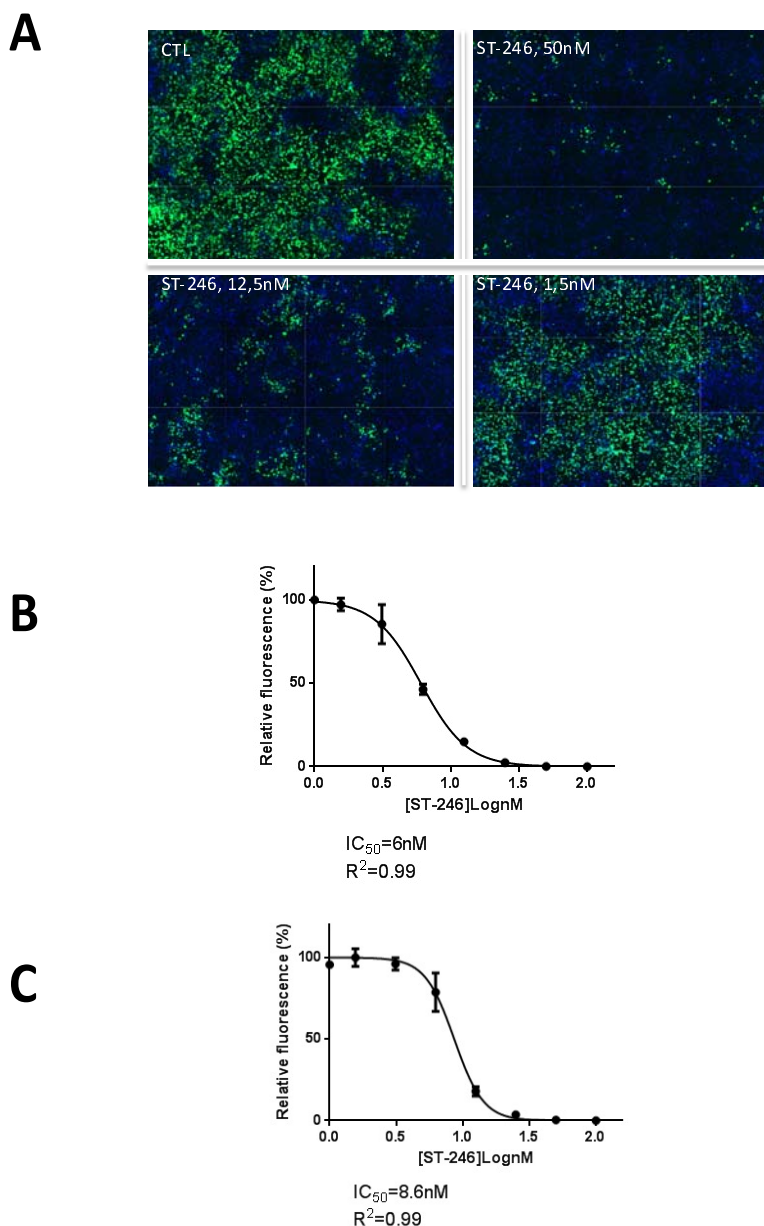 A
CTL
ST-246, 50nM
ST-246, 12,5nM
ST-246, 1,5nM
B
Relative fluorescence (%)
100
50
0
0.0 0.5 1.0 1.5 2.0
[ST-246]LognM
IC50=6nM
R2=0.99
C
Relative fluorescence (%)
100
50
0
0.0 0.5 1.0 1.5 2.0
[ST-246]LognM
IC50=8.6nM
R2=0.99